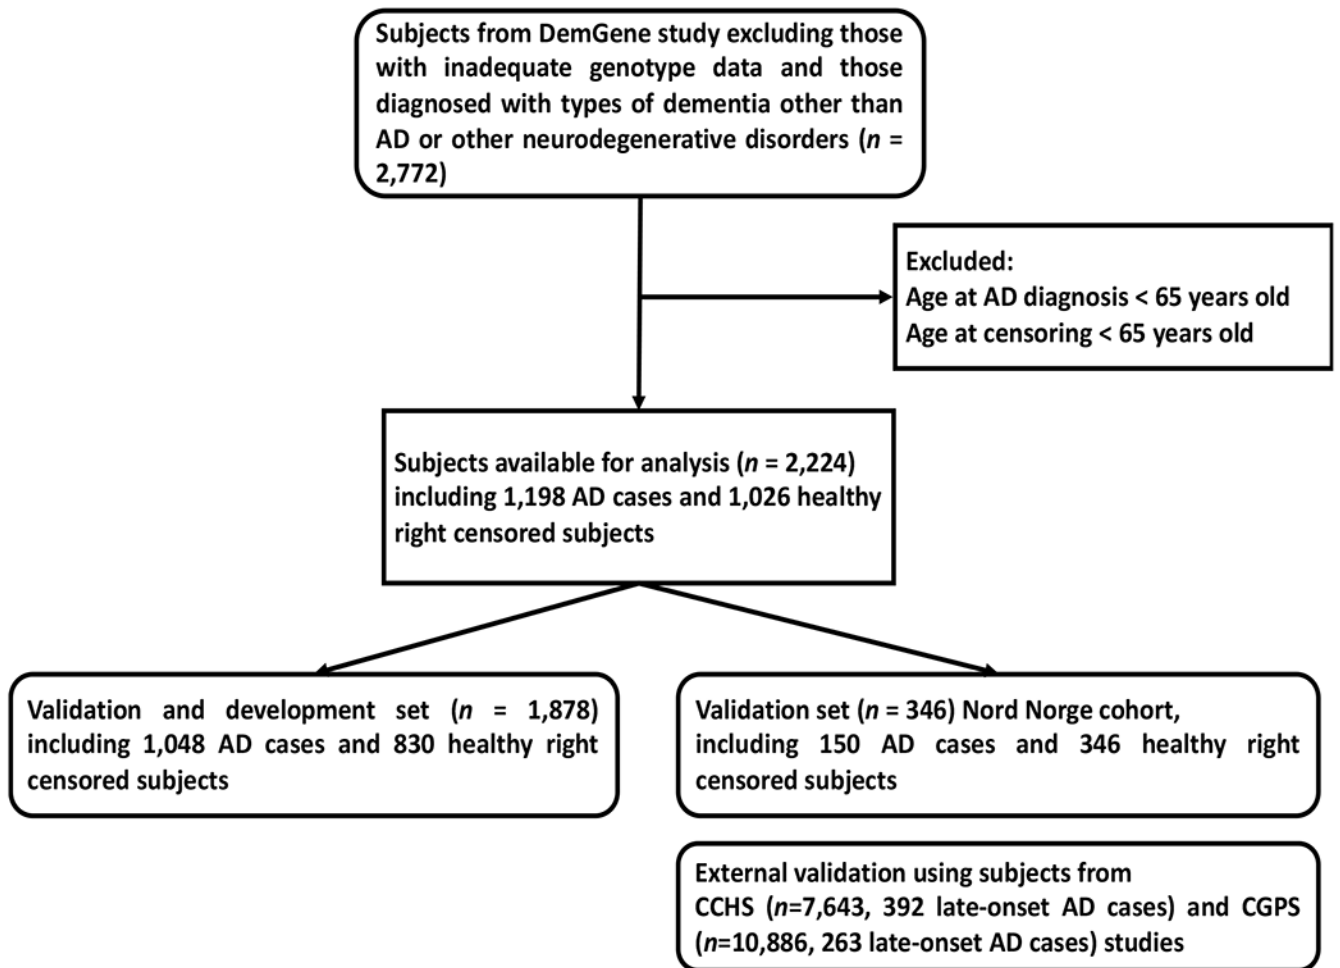 Subjects from DemGene study excluding those
with inadequate genotype data and those
diagnosed with types of dementia other than
AD or other neurodegenerative disorders (n =
2,772)
Excluded:
Age at AD diagnosis < 65 years old
Age at censoring < 65 years old
Subjects available for analysis (n = 2,224)
including 1,198 AD cases and 1,026 healthy
right censored subjects
Validation and development set (n = 1,878)
including 1,048 AD cases and 830 healthy right
censored subjects
Validation set (n = 346) Nord Norge cohort,
including 150 AD cases and 346 healthy right
censored subjects
External validation using subjects from
CCHS (n=7,643, 392 late-onset AD cases) and CGPS
(n=10,886, 263 late-onset AD cases) studies